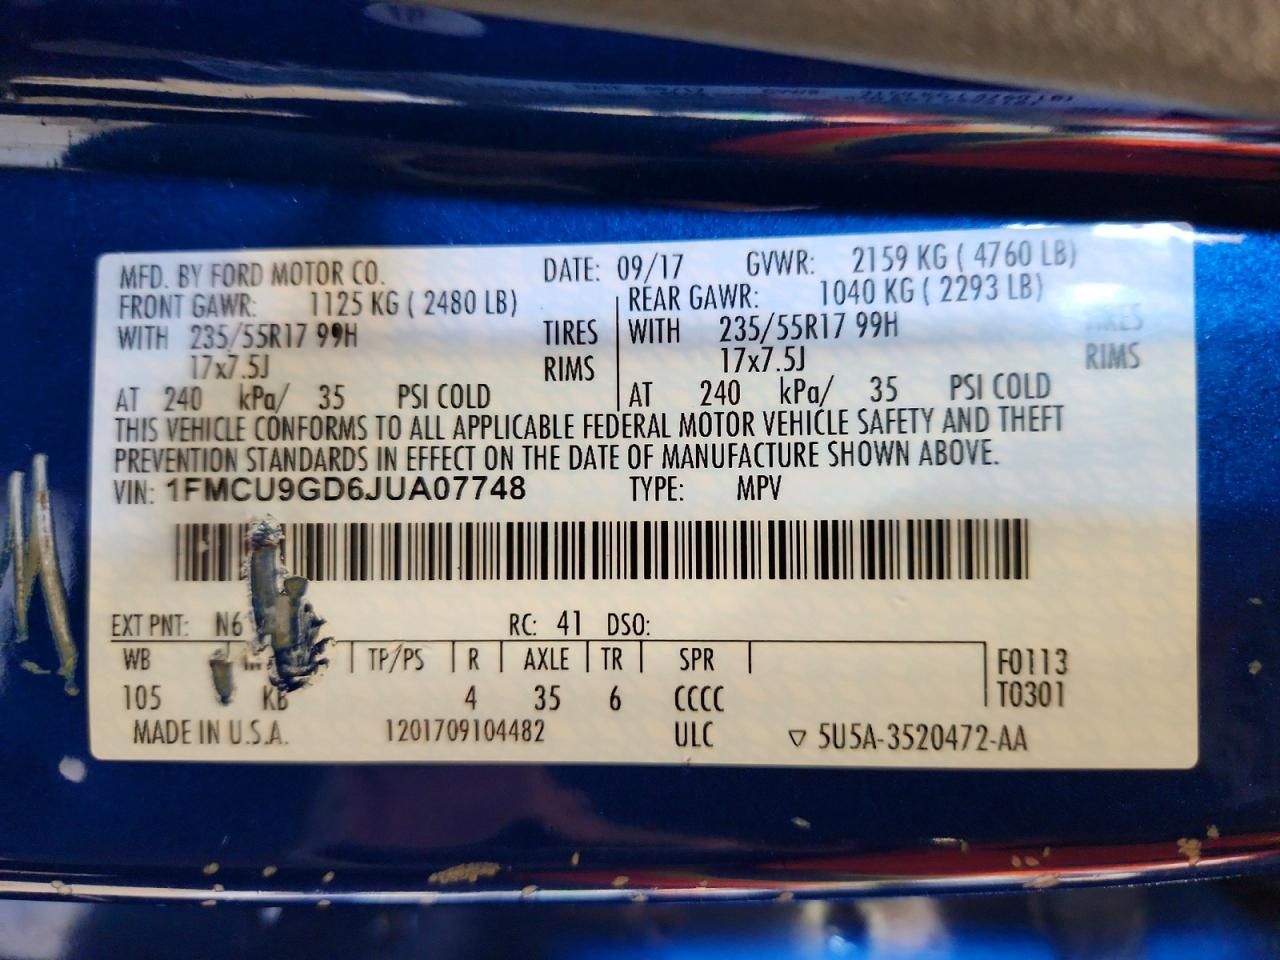 MFD. BY FORD MOTOR CO. DATE: 09/17 GVWR: 2159 KG ( 4760 LB)
FRONT GAWR: 1125 KG ( 2480 LB) REAR GAWR: 1040 KG ( 2293 LB)
WITH 235/55R17 99H TIRES WITH 235/55R17 99H TIRES
17x7.5J RIMS 17x7.5J RIMS
AT 240 kPa/ 35 PSI COLD AT 240 kPa/ 35 PSI COLD
THIS VEHICLE CONFORMS TO ALL APPLICABLE FEDERAL MOTOR VEHICLE SAFETY AND THEFT
PREVENTION STANDARDS IN EFFECT ON THE DATE OF MANUFACTURE SHOWN ABOVE.
VIN: 1FMCU9GD6JUA07748 TYPE: MPV
EXT PNT: N6 RC: 41 DSO:
WB TP/PS R AXLE TR SPR F0113
105 KB 4 35 6 CCCC T0301
MADE IN U.S.A. 1201709104482 ULC ▽ 5U5A-3520472-AA